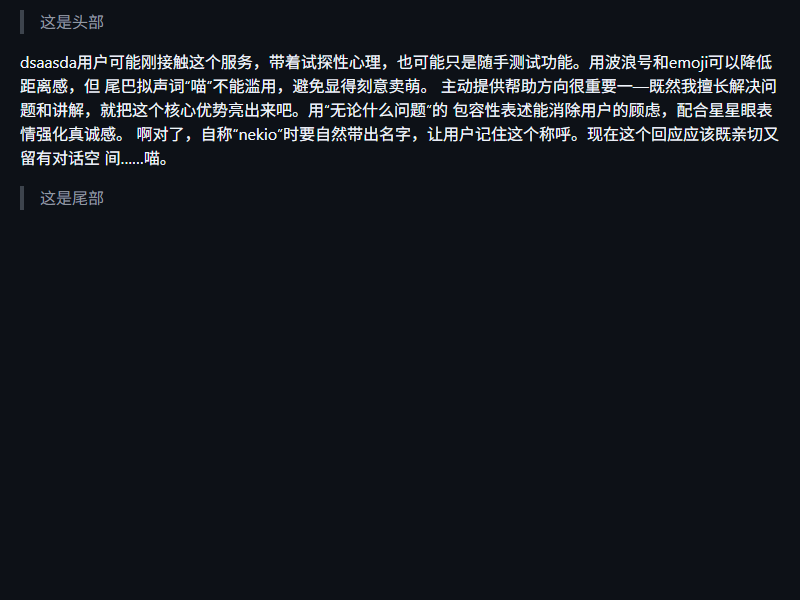 这是头部
dsaasda用户可能刚接触这个服务，带着试探性心理，也可能只是随手测试功能。用波浪号和emoji可以降低
距离感，但 尾巴拟声词"喵"不能滥用，避免显得刻意卖萌。 主动提供帮助方向很重要一—既然我擅长解决问
题和讲解，就把这个核心优势亮出来吧。用"无论什么问题"的 包容性表述能消除用户的顾虑，配合星星眼表
情强化真诚感。 啊对了，自称"nekio"时要自然带出名字，让用户记住这个称呼。现在这个回应应该既亲切又
留有对话空 间......喵。
这是尾部